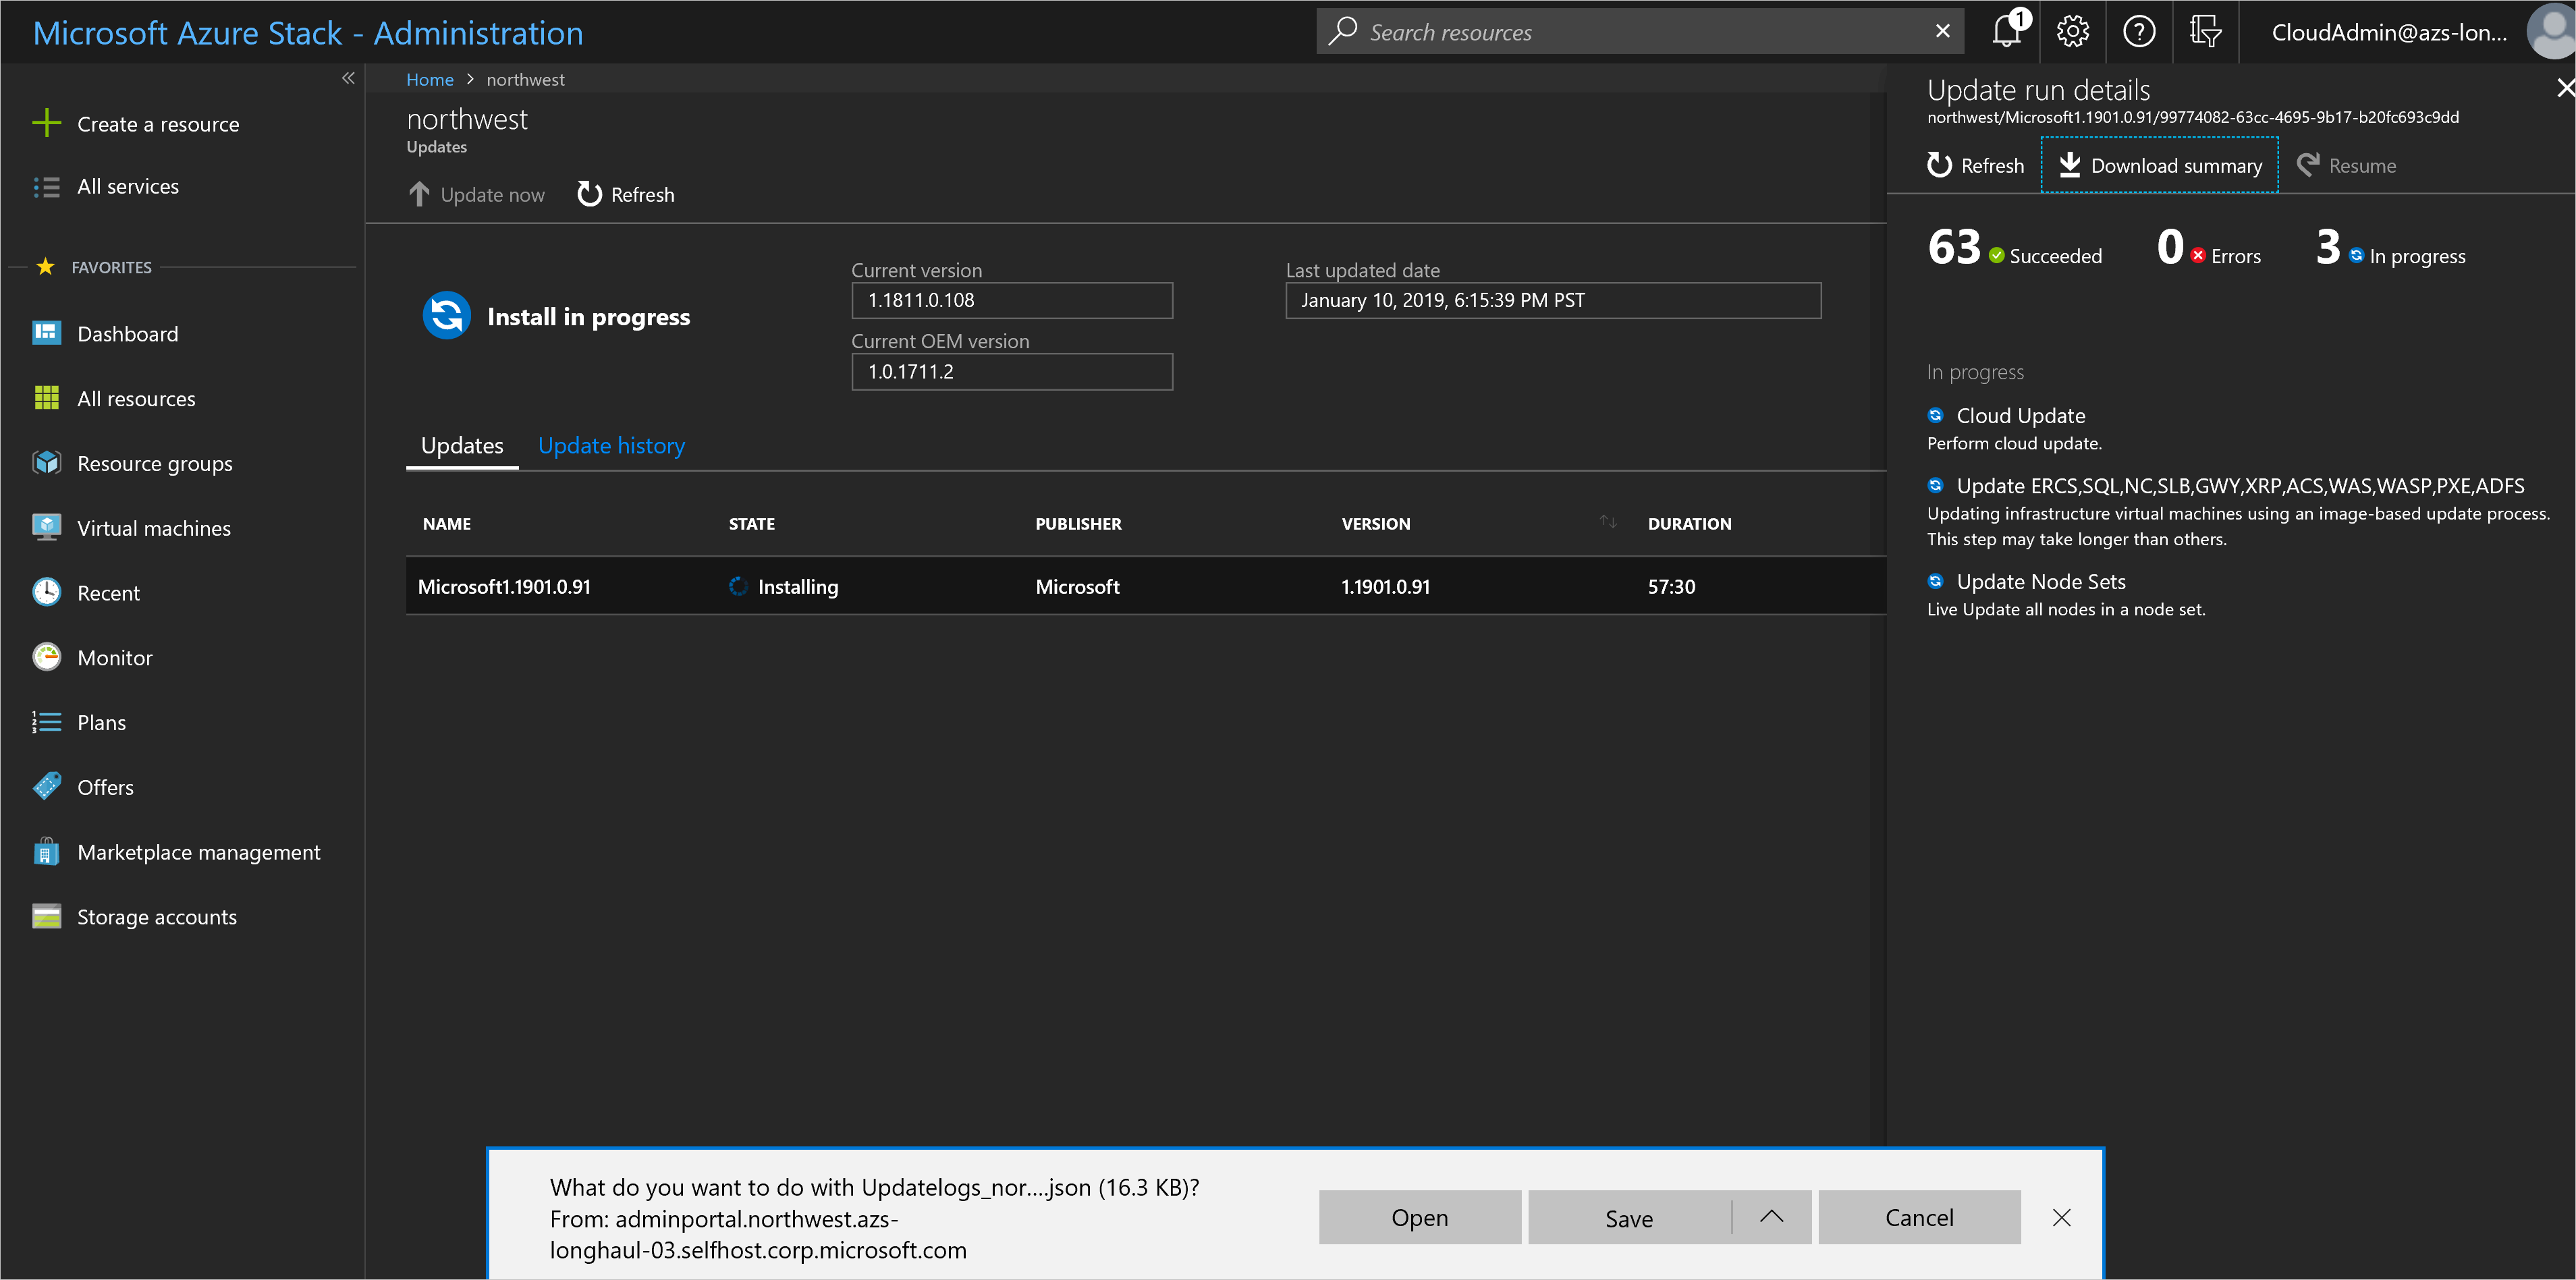 Microsoft Azure Stack - Administration
Search resources
1
CloudAdmin@azs-lon...
Create a resource
All services
FAVORITES
Dashboard
All resources
Resource groups
Virtual machines
Recent
Monitor
Plans
Offers
Marketplace management
Storage accounts
Home > northwest
northwest
Updates
Update now
Refresh
Install in progress
Current version
1.1811.0.108
Current OEM version
1.0.1711.2
Last updated date
January 10, 2019, 6:15:39 PM PST
Updates
Update history
NAME STATE PUBLISHER VERSION DURATION
Microsoft1.1901.0.91 Installing Microsoft 1.1901.0.91 57:30
Update run details
northwest/Microsoft1.1901.0.91/99774082-63cc-4695-9b17-b20fc693c9dd
Refresh
Download summary
Resume
63 Succeeded
0 Errors
3 In progress
In progress
Cloud Update
Perform cloud update.
Update ERCS,SQL,NC,SLB,GWY,XRP,ACS,WAS,WASP,PXE,ADFS
Updating infrastructure virtual machines using an image-based update process.
This step may take longer than others.
Update Node Sets
Live Update all nodes in a node set.
What do you want to do with Updatelogs_nor....json (16.3 KB)?
From: adminportal.northwest.azs-
longhaul-03.selfhost.corp.microsoft.com
Open
Save
Cancel